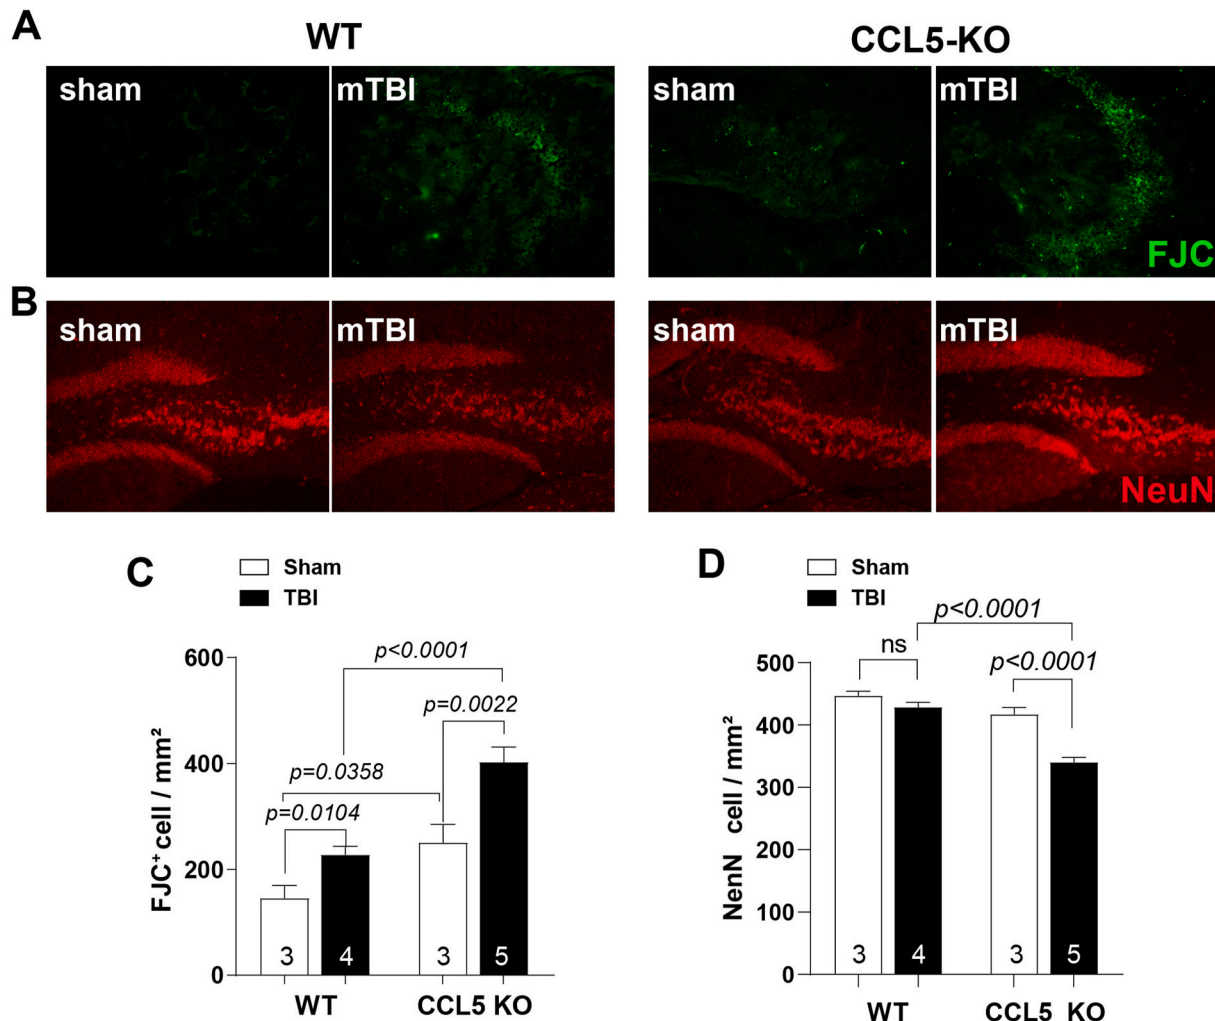 A
WT
CCL5-KO
sham
mTBI
sham
mTBI
FJC
B
sham
mTBI
sham
mTBI
NeuN
C
Sham
TBI
600
400
200
0
FJC⁺ cell / mm²
p<0.0001
p=0.0022
p=0.0358
p=0.0104
3
4
3
5
WT
CCL5 KO
D
Sham
TBI
500
400
300
200
100
0
NenN cell / mm²
p<0.0001
ns
p<0.0001
3
4
3
5
WT
CCL5 KO